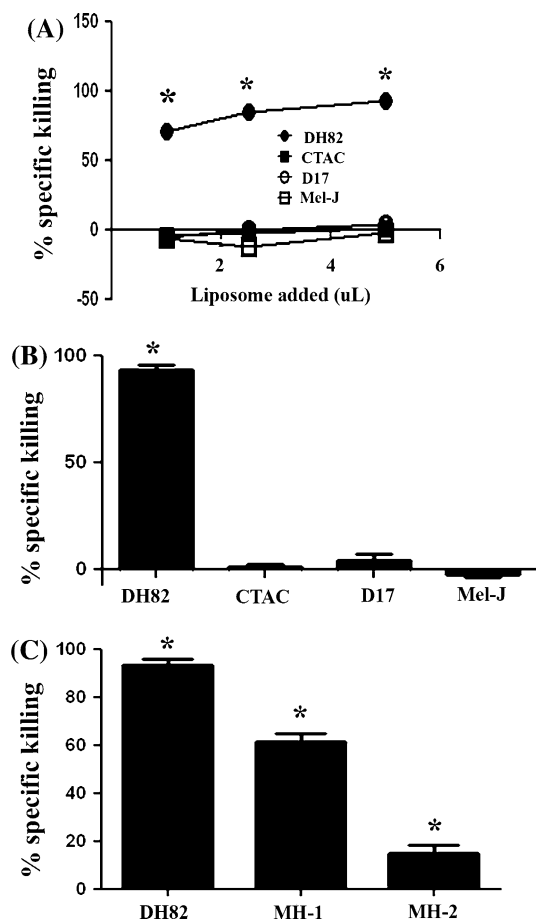 (A)
% specific killing
150
100
50
0
-50
* * *
DH82
CTAC
D17
Mel-J
2 4 6
Liposome added (uL)
(B)
% specific killing
100
50
0
*
DH82 CTAC D17 Mel-J
(C)
% specific killing
100
80
60
40
20
0
* * *
DH82 MH-1 MH-2